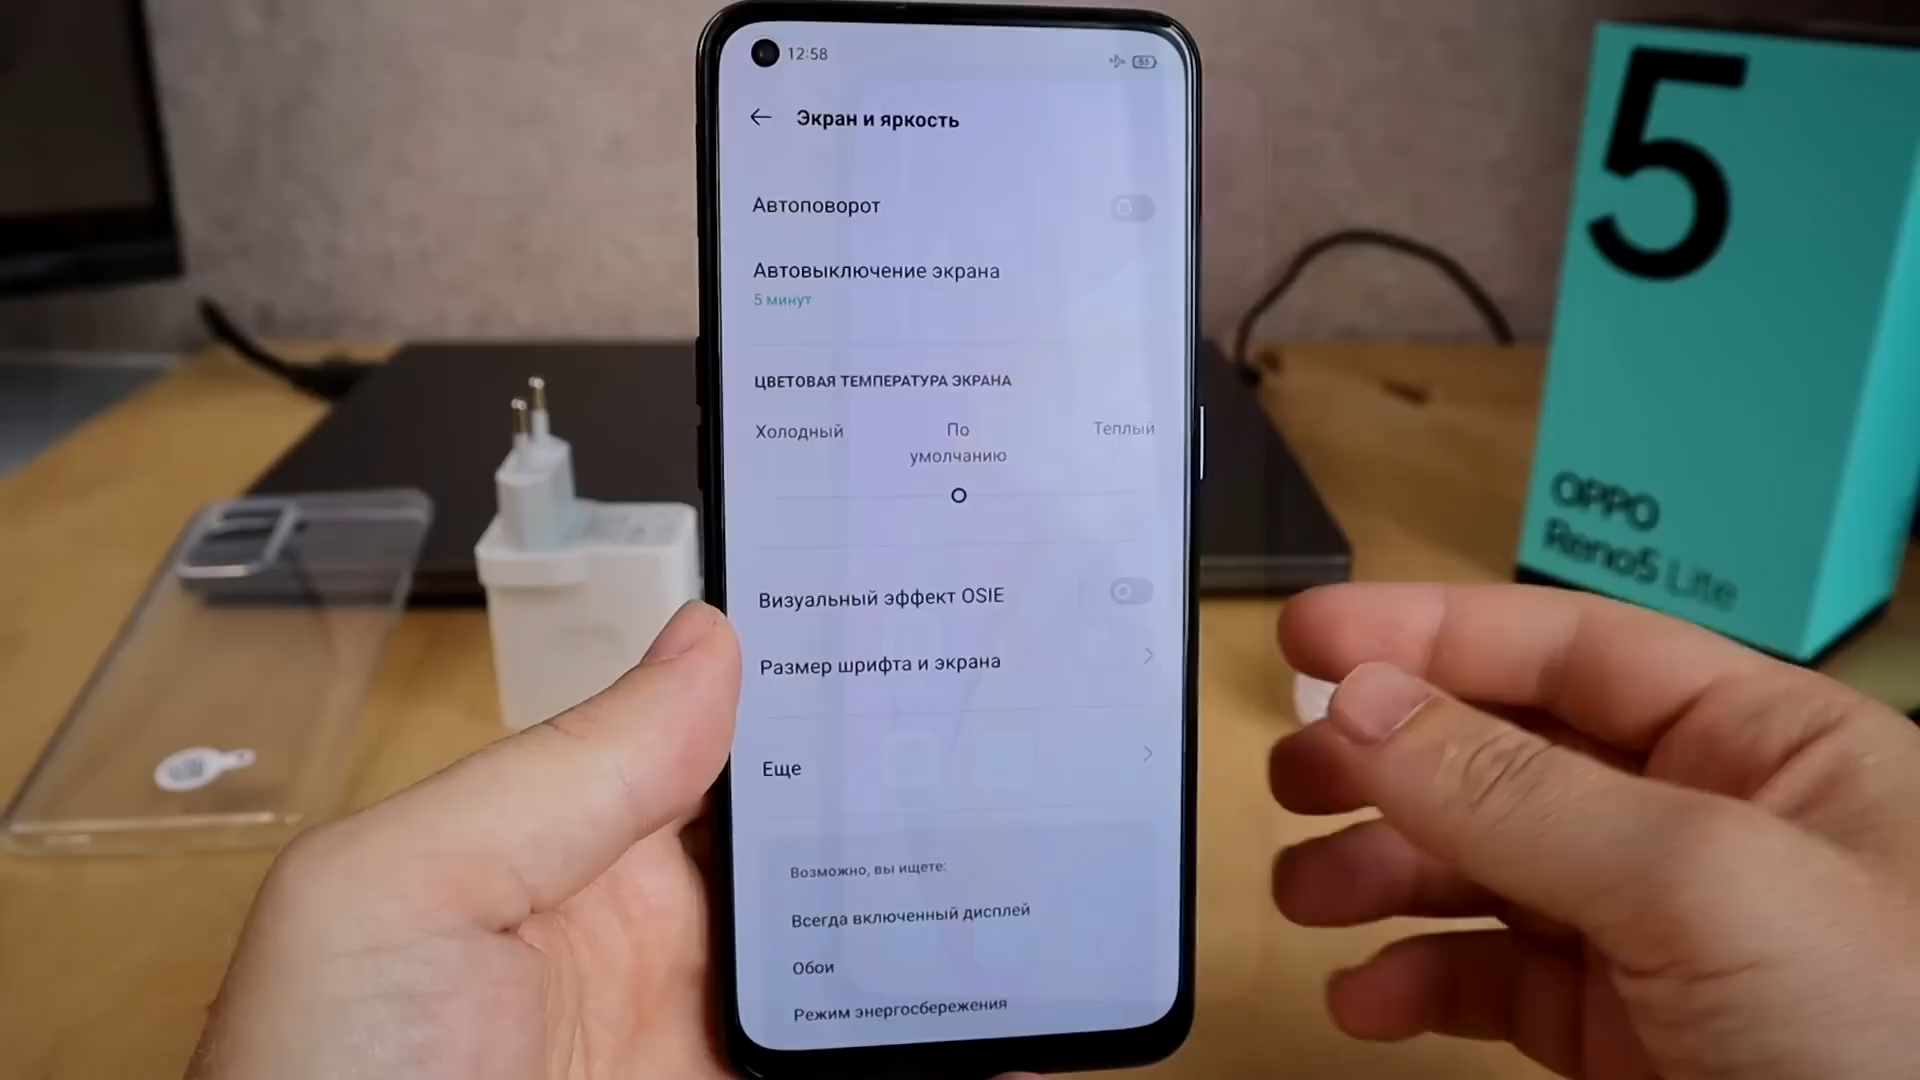 12:58
Экран и яркость
Автоповорот
Автовыключение экрана
5 минут
ЦВЕТОВАЯ ТЕМПЕРАТУРА ЭКРАНА
Холодный
По
умолчанию
Теплый
Визуальный эффект OSIE
Размер шрифта и экрана
Еще
Возможно, вы ищете:
Всегда включенный дисплей
Обои
Режим энергосбережения
5
OPPO
Reno5 Lite